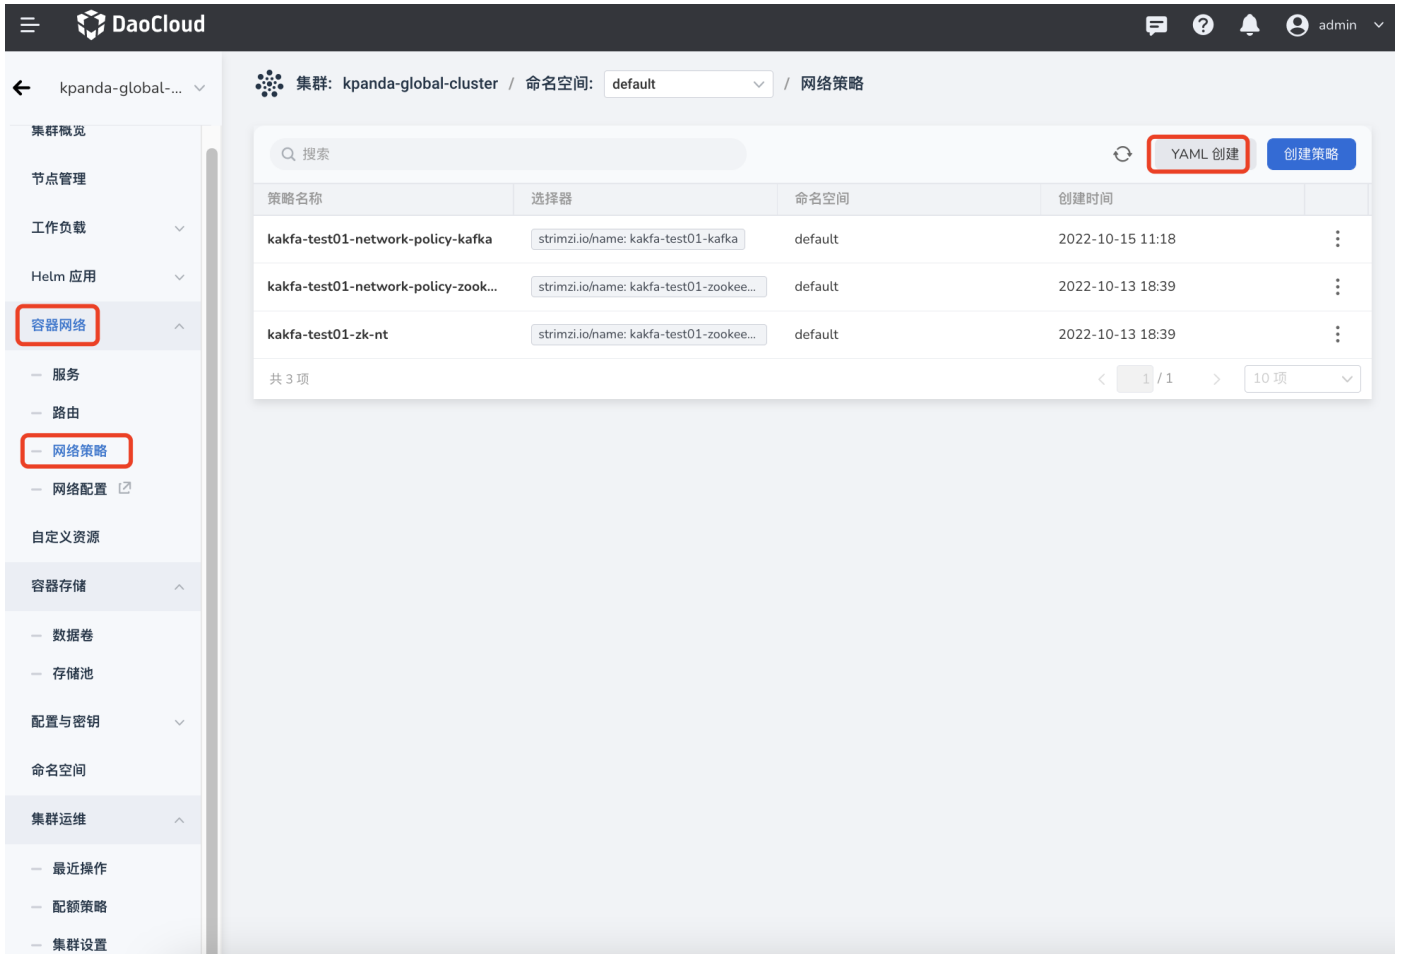 DaoCloud
admin
kpanda-global-...
集群: kpanda-global-cluster / 命名空间: default / 网络策略
集群概览
节点管理
工作负载
Helm 应用
容器网络
服务
路由
网络策略
网络配置
自定义资源
容器存储
数据卷
存储池
配置与密钥
命名空间
集群运维
最近操作
配额策略
集群设置
搜索
YAML 创建
创建策略
策略名称 选择器 命名空间 创建时间
kakfa-test01-network-policy-kafka strimzi.io/name: kakfa-test01-kafka default 2022-10-15 11:18
kakfa-test01-network-policy-zook... strimzi.io/name: kakfa-test01-zookee... default 2022-10-13 18:39
kakfa-test01-zk-nt strimzi.io/name: kakfa-test01-zookee... default 2022-10-13 18:39
共 3 项 1 / 1 10 项